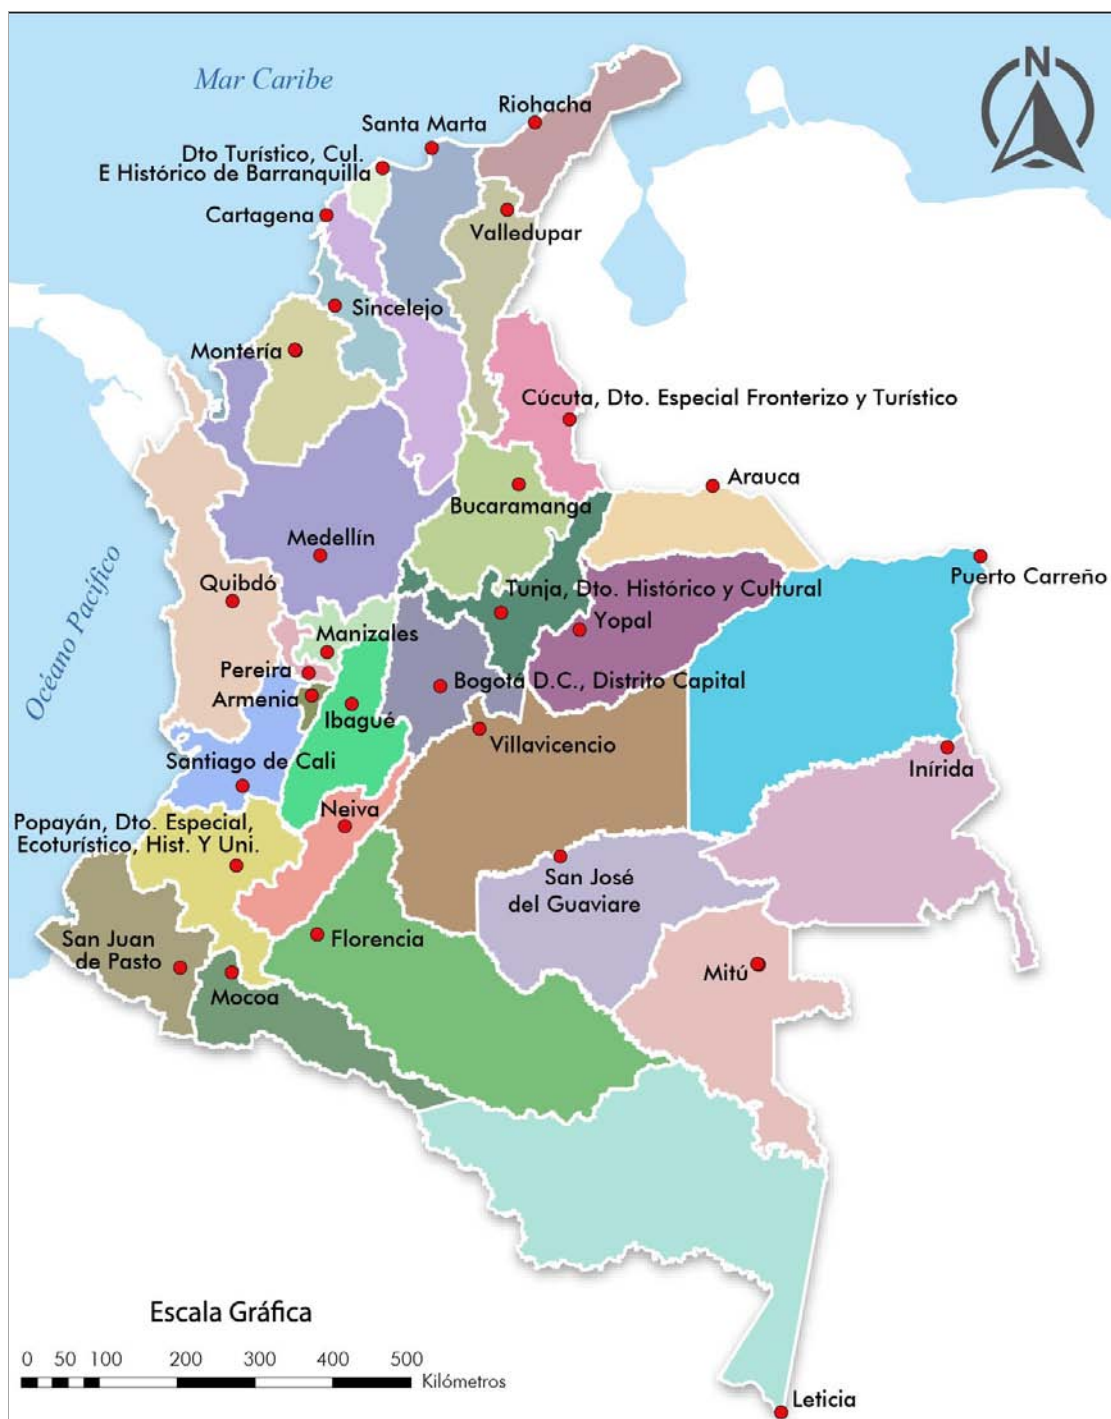 N
Mar Caribe
Riohacha
Santa Marta
Dto Turístico, Cul.
E Histórico de Barranquilla
Cartagena
Valledupar
Sincelejo
Montería
Cúcuta, Dto. Especial Fronterizo y Turístico
Arauca
Bucaramanga
Medellín
Puerto Carreño
Quibdó
Tunja, Dto. Histórico y Cultural
Yopal
Océano Pacífico
Manizales
Pereira
Bogotá D.C., Distrito Capital
Armenia
Ibagué
Villavicencio
Inírida
Santiago de Cali
Neiva
Popayán, Dto. Especial,
Ecoturístico, Hist. Y Uni.
San José
del Guaviare
San Juan
de Pasto
Florencia
Mitú
Mocoa
Escala Gráfica
0 50 100 200 300 400 500
Kilómetros
Leticia